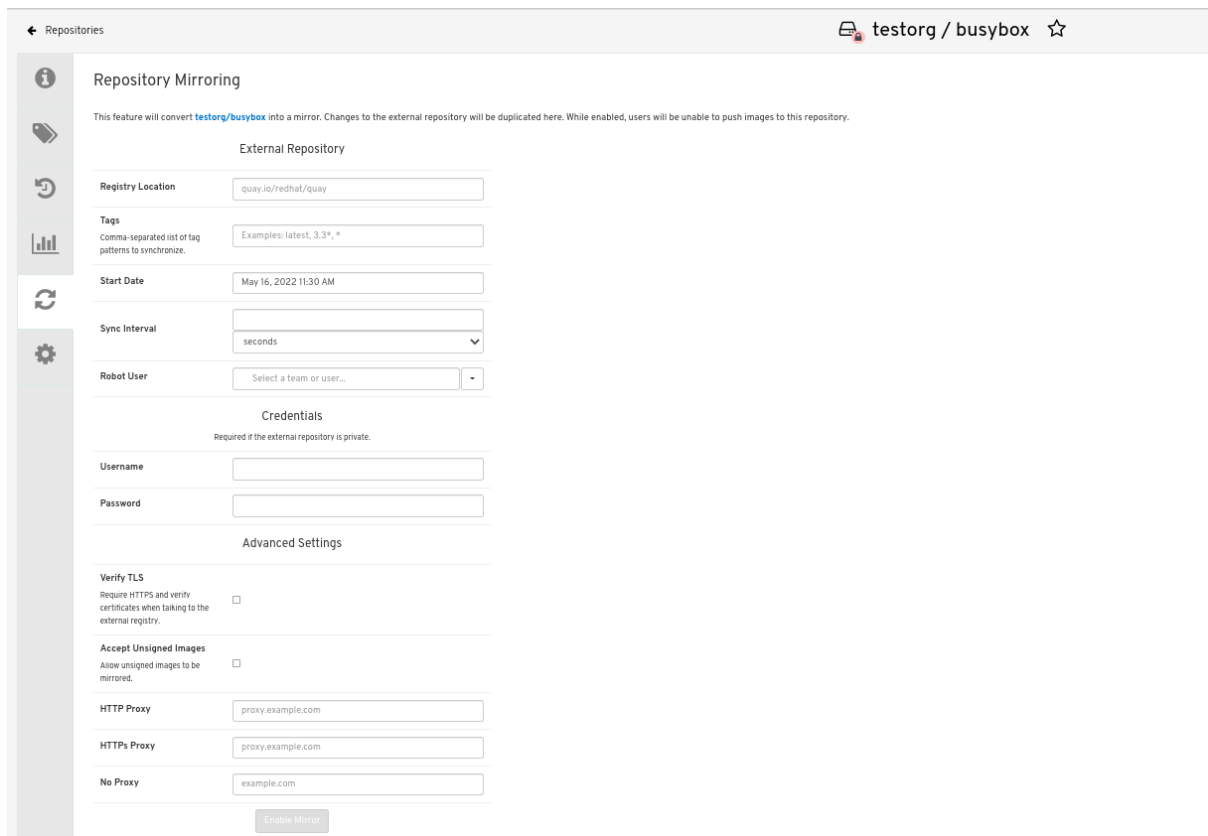 Repositories
testorg / busybox
Repository Mirroring
This feature will convert testorg/busybox into a mirror. Changes to the external repository will be duplicated here. While enabled, users will be unable to push images to this repository.
External Repository
Registry Location
quay.io/redhat/quay
Tags
Comma-separated list of tag
patterns to synchronize.
Examples: latest, 3.3*, *
Start Date
May 16, 2022 11:30 AM
Sync Interval
seconds
Robot User
Select a team or user...
Credentials
Required if the external repository is private.
Username
Password
Advanced Settings
Verify TLS
Require HTTPS and verify
certificates when talking to the
external registry.
Accept Unsigned Images
Allow unsigned images to be
mirrored.
HTTP Proxy
proxy.example.com
HTTPs Proxy
proxy.example.com
No Proxy
example.com
Enable Mirror